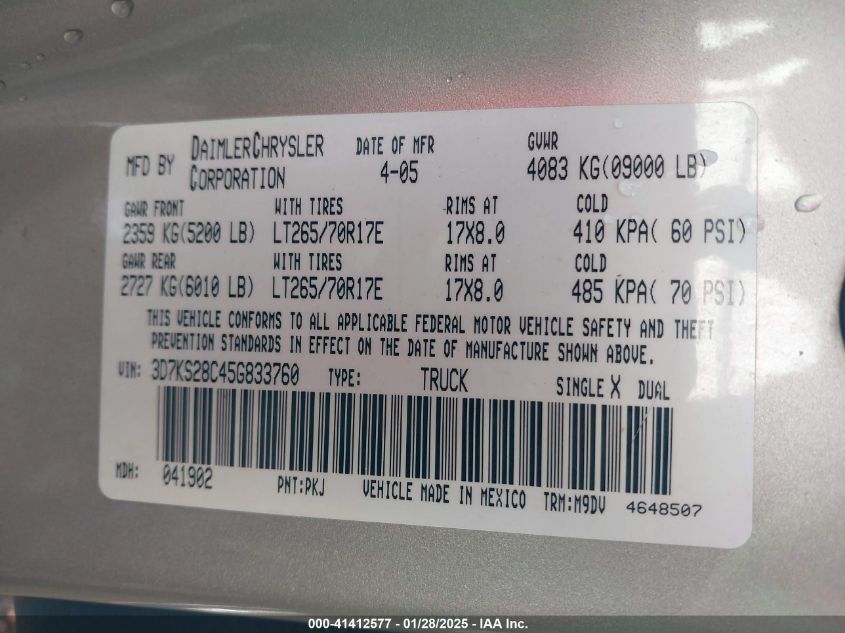 MFD BY DAIMLERCHRYSLER CORPORATION
DATE OF MFR
4-05
GVWR
4083 KG(09000 LB)
GAWR FRONT WITH TIRES RIMS AT COLD
2359 KG(5200 LB) LT265/70R17E 17X8.0 410 KPA( 60 PSI)
GAWR REAR WITH TIRES RIMS AT COLD
2727 KG(6010 LB) LT265/70R17E 17X8.0 485 KPA( 70 PSI)
THIS VEHICLE CONFORMS TO ALL APPLICABLE FEDERAL MOTOR VEHICLE SAFETY AND THEFT
PREVENTION STANDARDS IN EFFECT ON THE DATE OF MANUFACTURE SHOWN ABOVE.
VIN: 3D7KS28C45G833760 TYPE: TRUCK SINGLE X DUAL
MDH: 041902 PNT:PKJ VEHICLE MADE IN MEXICO TRM:M9DV 4648507
000-41412577 — 01/28/2025 - IAA Inc.